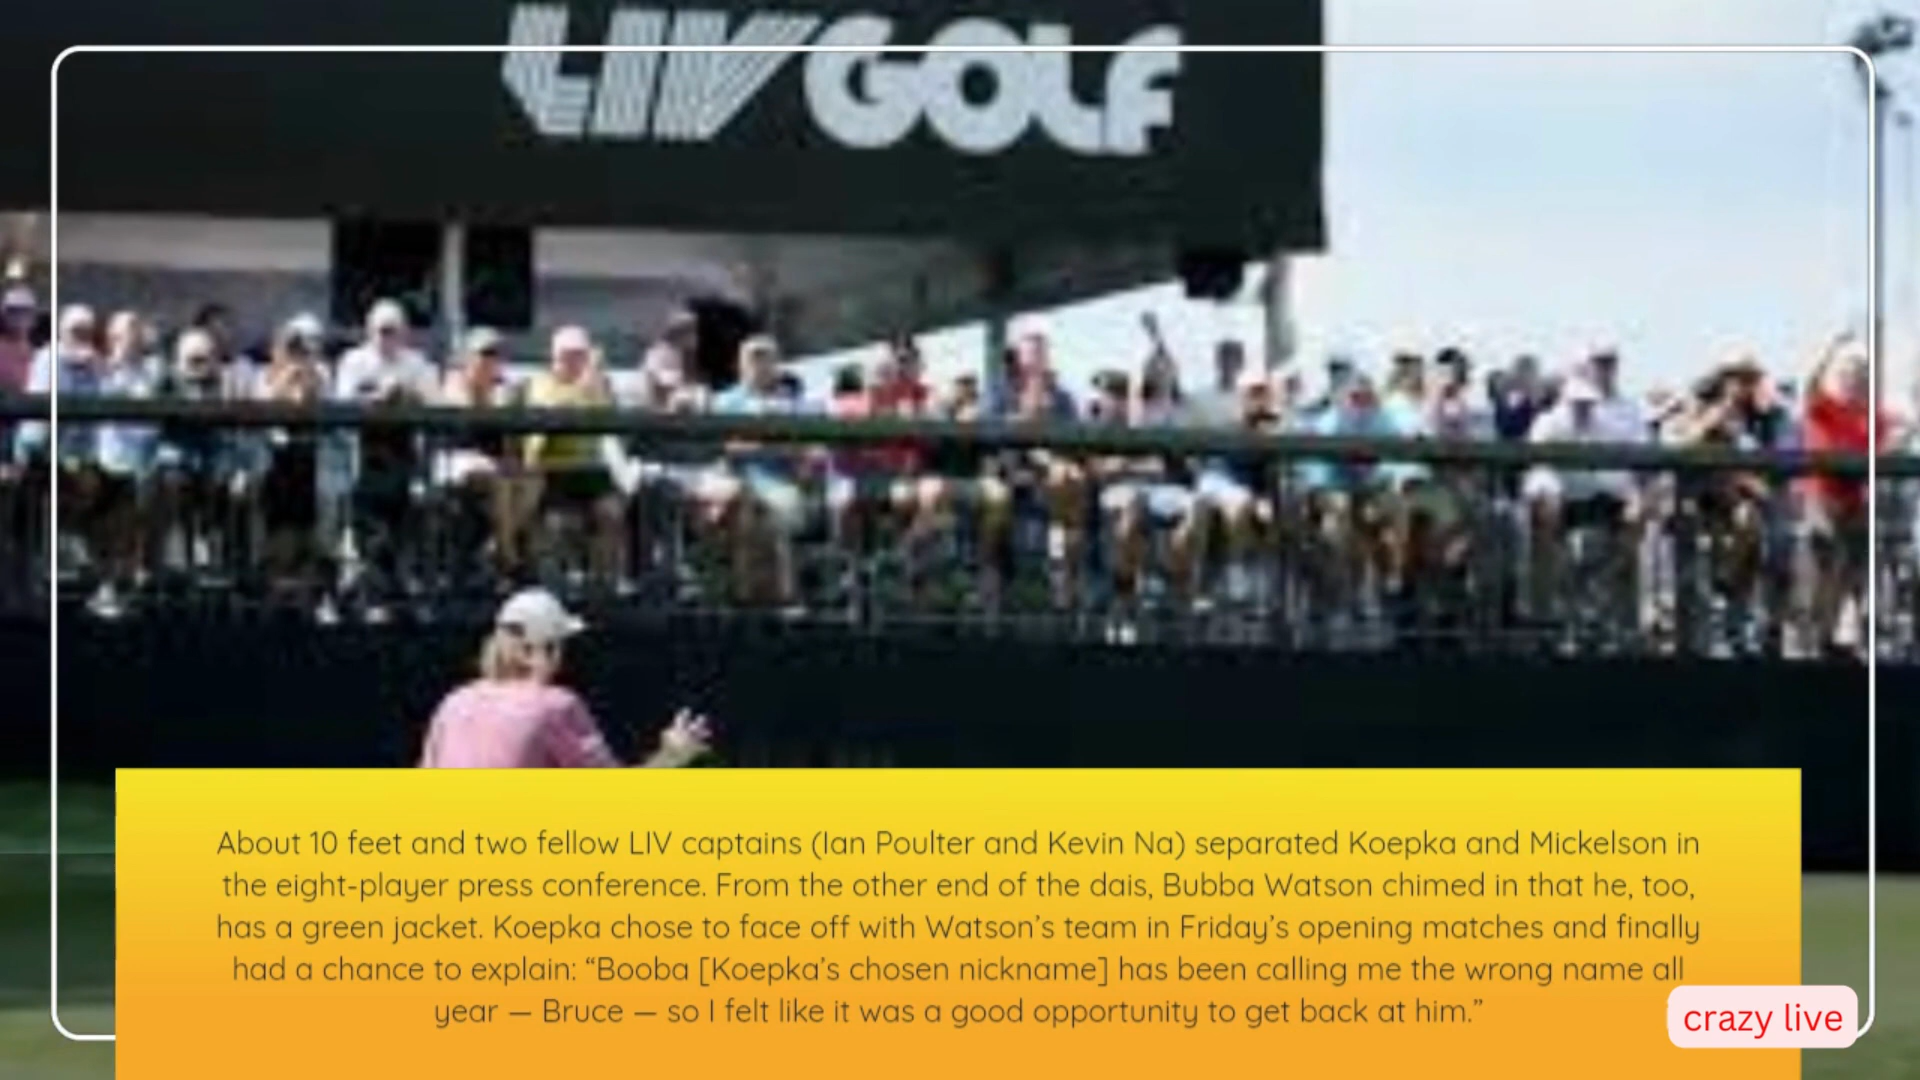 LIV GOLF
About 10 feet and two fellow LIV captains (Ian Poulter and Kevin Na) separated Koepka and Mickelson in
the eight-player press conference. From the other end of the dais, Bubba Watson chimed in that he, too,
has a green jacket. Koepka chose to face off with Watson’s team in Friday’s opening matches and finally
had a chance to explain: “Booba [Koepka’s chosen nickname] has been calling me the wrong name all
year — Bruce — so I felt like it was a good opportunity to get back at him.”
crazy live